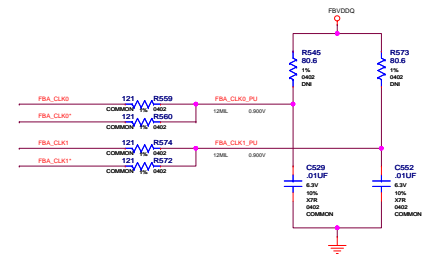 FBVDDQ
R545
80.6
1%
0402
DNI
R573
80.6
1%
0402
DNI
FBA_CLK0
121
R559
FBA_CLK0_PU
COMMON
1%
0402
12MIL
0.900V
FBA_CLK0*
121
R560
COMMON
1%
0402
FBA_CLK1
121
R574
FBA_CLK1_PU
COMMON
1%
0402
12MIL
0.900V
FBA_CLK1*
121
R572
COMMON
1%
0402
C529
.01UF
6.3V
10%
X7R
0402
COMMON
C552
.01UF
6.3V
10%
X7R
0402
COMMON